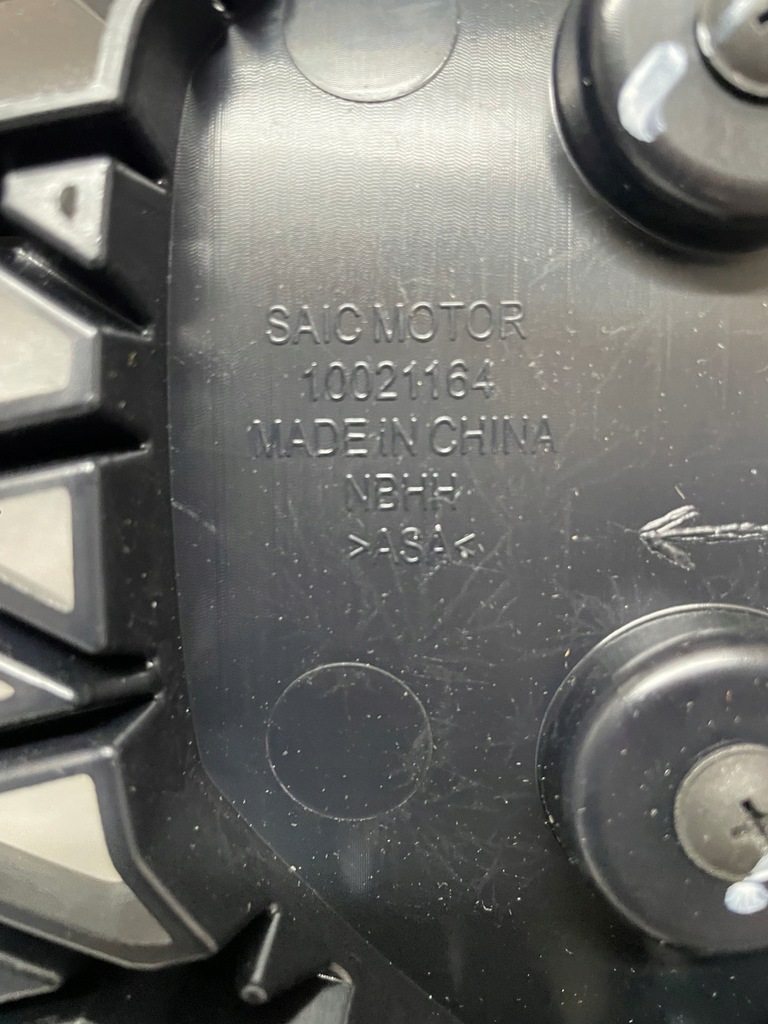 SAIC MOTOR
10021164
MADE IN CHINA
NBHH
>ASA<